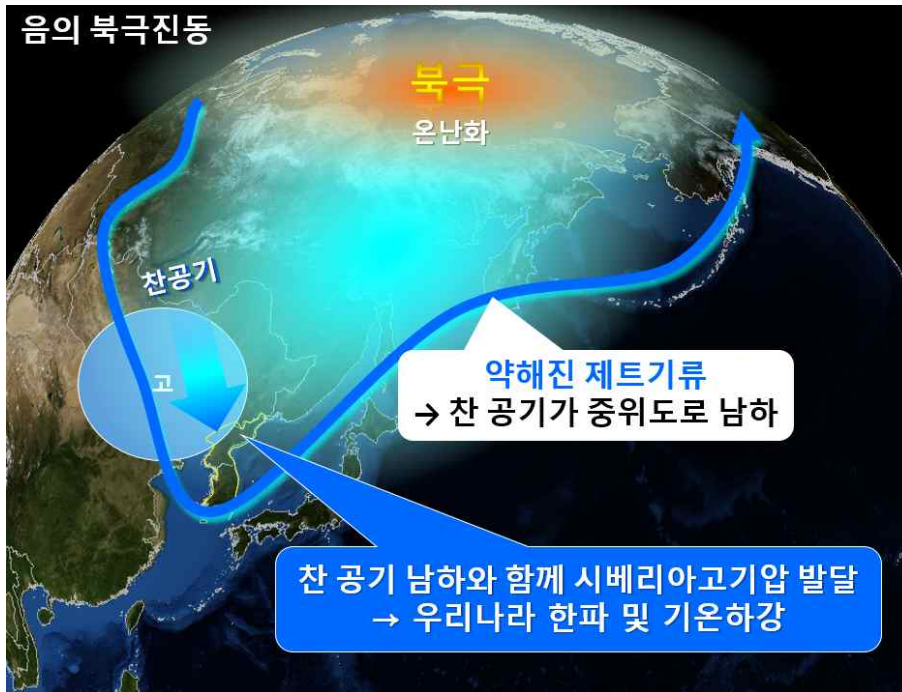 음의 북극진동
북극
온난화
찬공기
고
약해진 제트기류
→ 찬 공기가 중위도로 남하
찬 공기 남하와 함께 시베리아고기압 발달
→ 우리나라 한파 및 기온하강